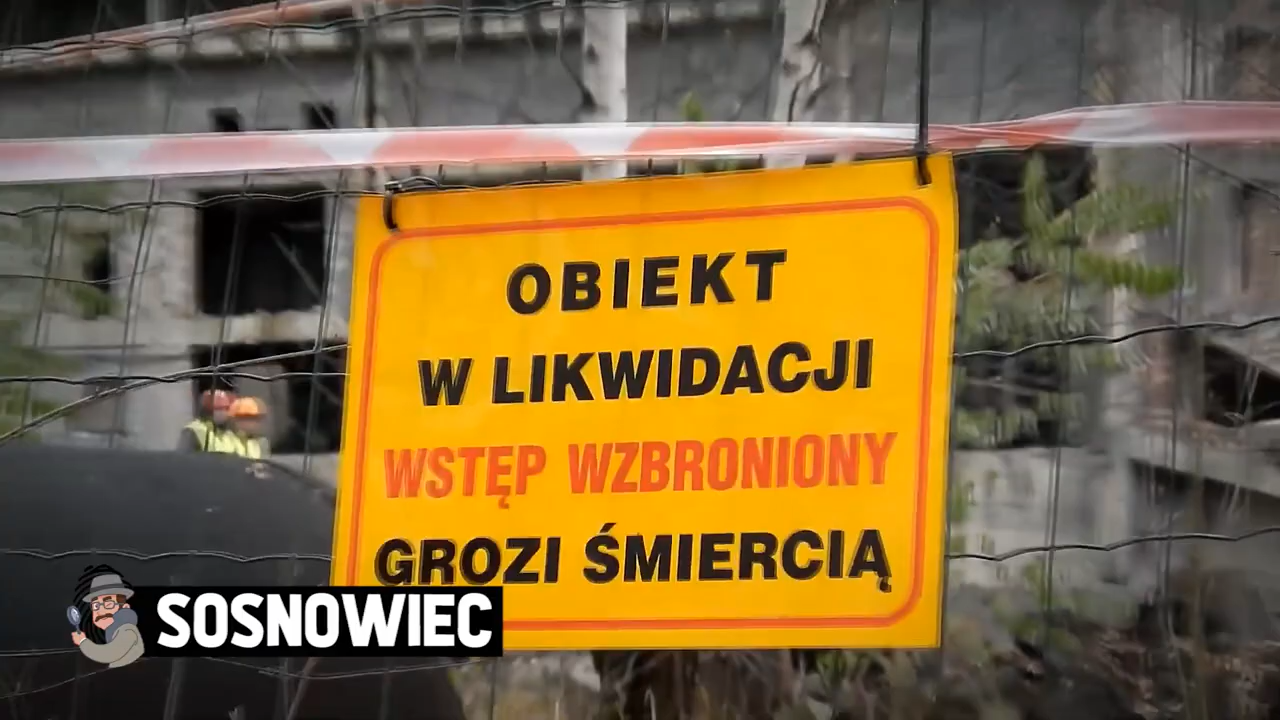 OBIEKT
W LIKWIDACJI
WSTĘP WZBRONIONY
GROZI ŚMIERCIĄ
SOSNOWIEC